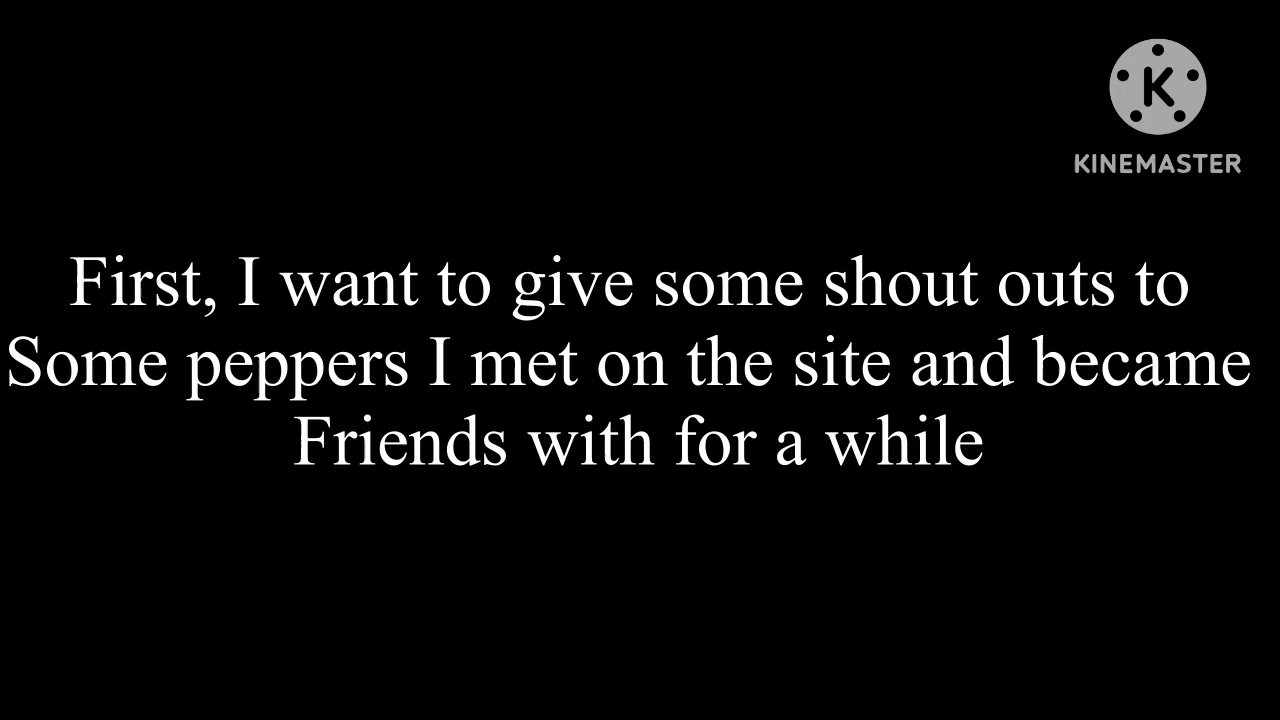 K
KINEMASTER
First, I want to give some shout outs to
Some peppers I met on the site and became
Friends with for a while